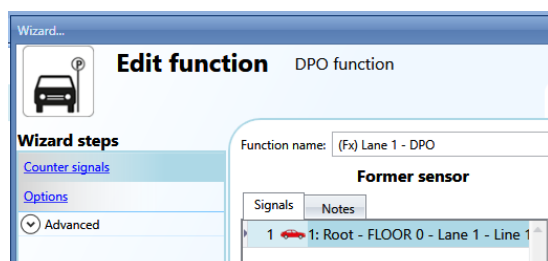 Wizard...
P
Edit function DPO function
Wizard steps
Counter signals
Options
Advanced
Function name: (Fx) Lane 1 - DPO
Former sensor
Signals Notes
1 1: Root - FLOOR 0 - Lane 1 - Line 1